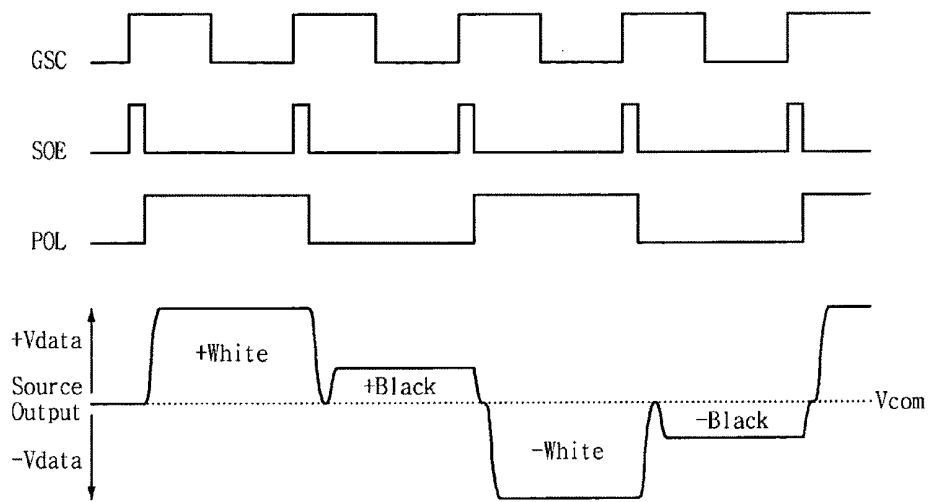 GSC
SOE
POL
+Vdata
+White
Source
+Black
Output
Vcom
-Black
-White
-Vdata